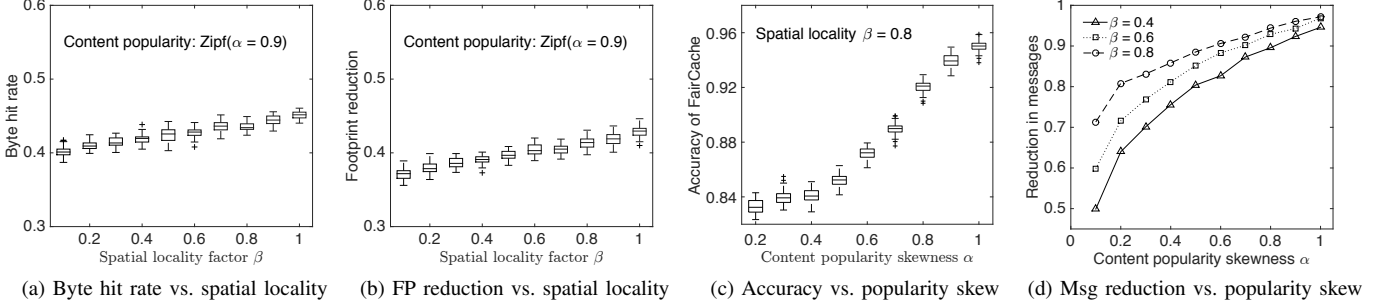 0.6
0.5
0.4
0.3
Byte hit rate
Content popularity: Zipf(α = 0.9)
0.2 0.4 0.6 0.8 1
Spatial locality factor β
(a) Byte hit rate vs. spatial locality
0.6
0.5
0.4
0.3
Footprint reduction
Content popularity: Zipf(α = 0.9)
0.2 0.4 0.6 0.8 1
Spatial locality factor β
(b) FP reduction vs. spatial locality
0.96
0.92
0.88
0.84
Accuracy of FairCache
Spatial locality β = 0.8
0.2 0.4 0.6 0.8 1
Content popularity skewness α
(c) Accuracy vs. popularity skew
1
0.9
0.8
0.7
0.6
0.5
Reduction in messages
β = 0.4
β = 0.6
β = 0.8
0 0.2 0.4 0.6 0.8 1
Content popularity skewness α
(d) Msg reduction vs. popularity skew